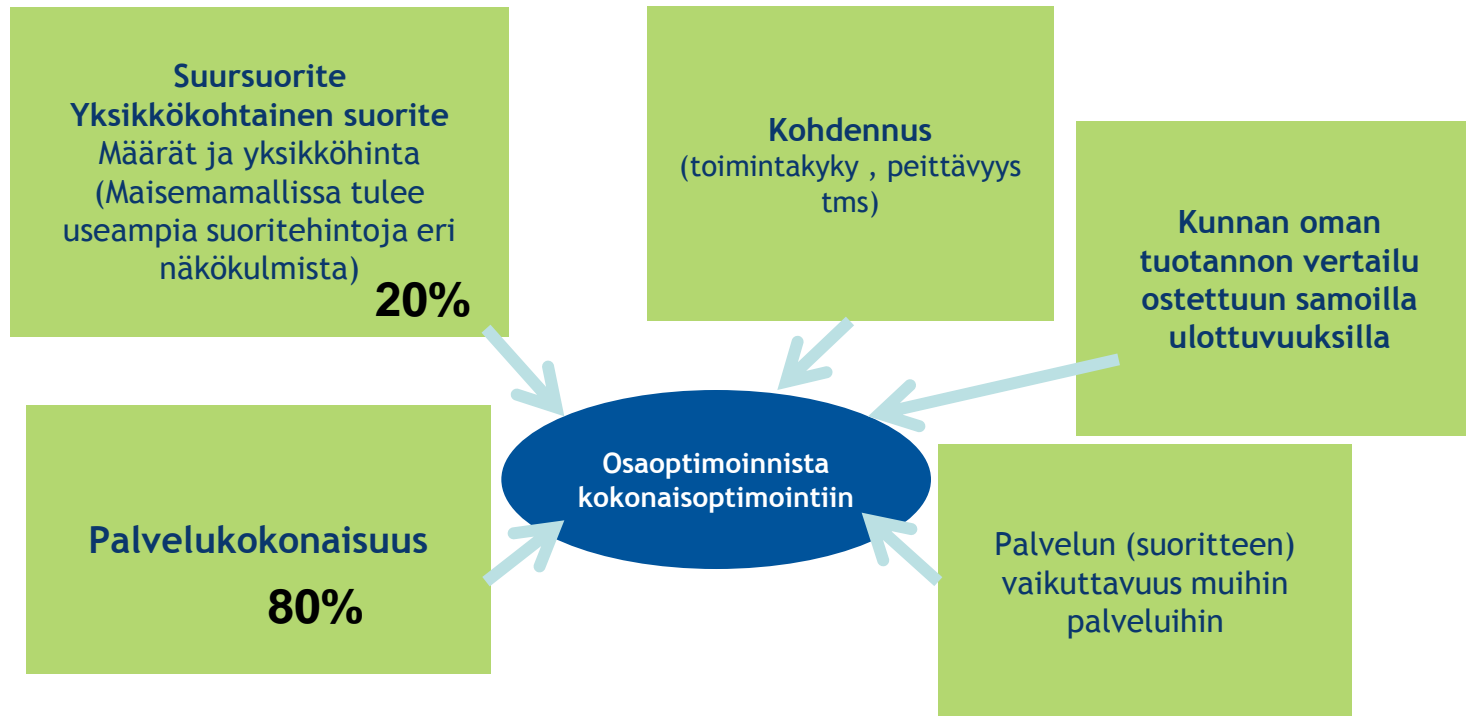 Suursuorite
Yksikkökohtainen suorite
Määrät ja yksikköhinta
(Maisemamallissa tulee
useampia suoritehintoja eri
näkökulmista)
20%
Kohdennus
(toimintakyky , peittävyys
tms)
Kunnan oman
tuotannon vertailu
ostettuun samoilla
ulottuvuuksilla
Osaoptimoinnista
kokonaisoptimointiin
Palvelukokonaisuus
80%
Palvelun (suoritteen)
vaikuttavuus muihin
palveluihin